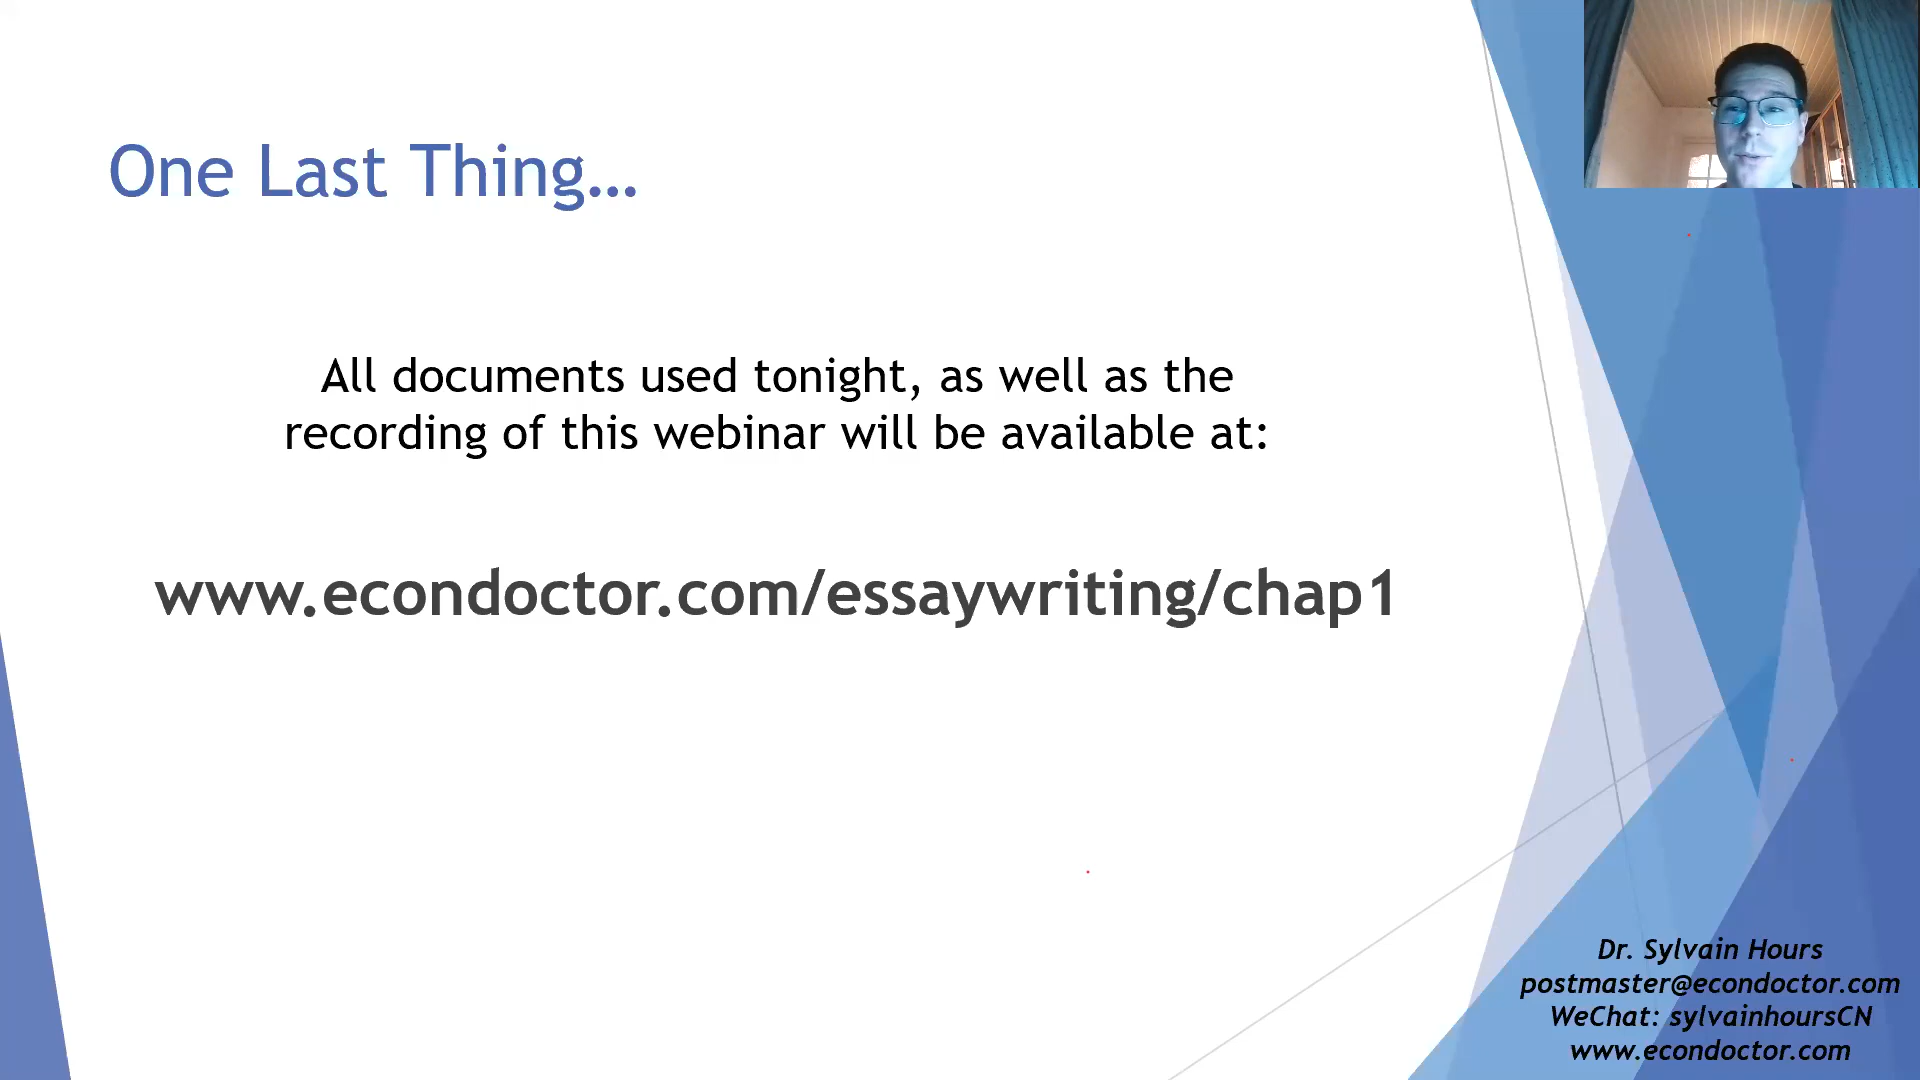 One Last Thing…
All documents used tonight, as well as the
recording of this webinar will be available at:
www.econdoctor.com/essaywriting/chap1
Dr. Sylvain Hours
postmaster@econdoctor.com
WeChat: sylvainhoursCN
www.econdoctor.com